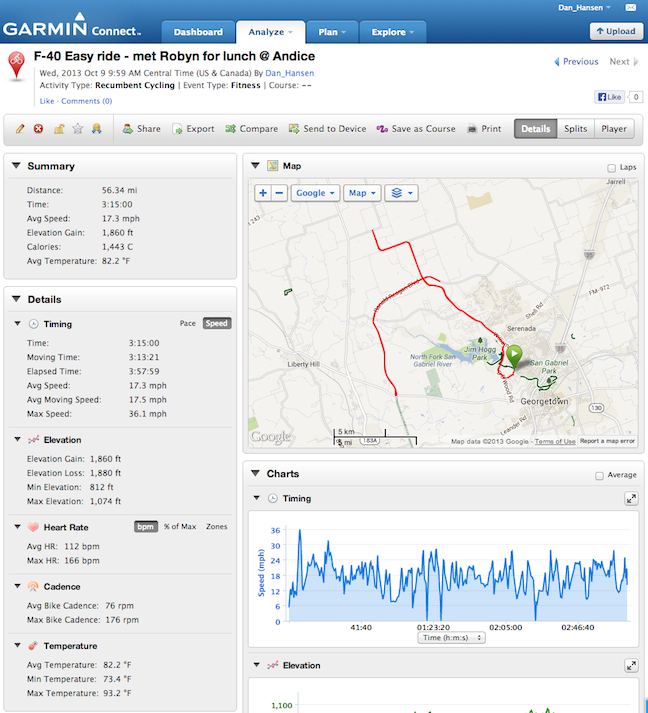 Dan_Hansen
GARMIN Connect™
Dashboard
Analyze
Plan
Explore
Upload
F-40 Easy ride - met Robyn for lunch @ Andice
Wed, 2013 Oct 9 9:59 AM Central Time (US & Canada) By Dan_Hansen
Activity Type: Recumbent Cycling | Event Type: Fitness | Course: --
Like · Comments (0)
Previous Next
Like 0
Share
Export
Compare
Send to Device
Save as Course
Print
Details
Splits
Player
Summary
Distance: 56.34 mi
Time: 3:15:00
Avg Speed: 17.3 mph
Elevation Gain: 1,860 ft
Calories: 1,443 C
Avg Temperature: 82.2 °F
Details
Timing
Pace
Speed
Time: 3:15:00
Moving Time: 3:13:21
Elapsed Time: 3:57:59
Avg Speed: 17.3 mph
Avg Moving Speed: 17.5 mph
Max Speed: 36.1 mph
Elevation
Elevation Gain: 1,860 ft
Elevation Loss: 1,880 ft
Min Elevation: 812 ft
Max Elevation: 1,074 ft
Heart Rate
bpm
% of Max
Zones
Avg HR: 112 bpm
Max HR: 166 bpm
Cadence
Avg Bike Cadence: 76 rpm
Max Bike Cadence: 176 rpm
Temperature
Avg Temperature: 82.2 °F
Min Temperature: 73.4 °F
Max Temperature: 93.2 °F
Map
Laps
+
−
Google
Map
Jarrell
FM-972
Shell Rd
Serenada
Jim Hogg
Park
North Fork San
Gabriel River
San Gabriel
Park
Liberty Hill
Wood Rd
Georgetown
130
Leander Rd
183A
5 km
5 mi
Google
Map data ©2013 Google - Terms of Use Report a map error
Charts
Average
Timing
Speed (mph)
36
30
24
18
12
6
0
41:40
01:23:20
02:05:00
02:46:40
Time (h:m:s)
Elevation
1,100